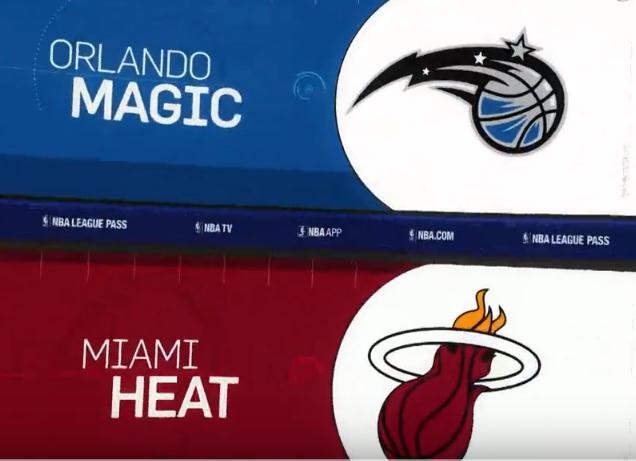 ORLANDO
MAGIC
NBA LEAGUE PASS NBA TV NBA APP NBA.COM NBA LEAGUE PASS
MIAMI
HEAT